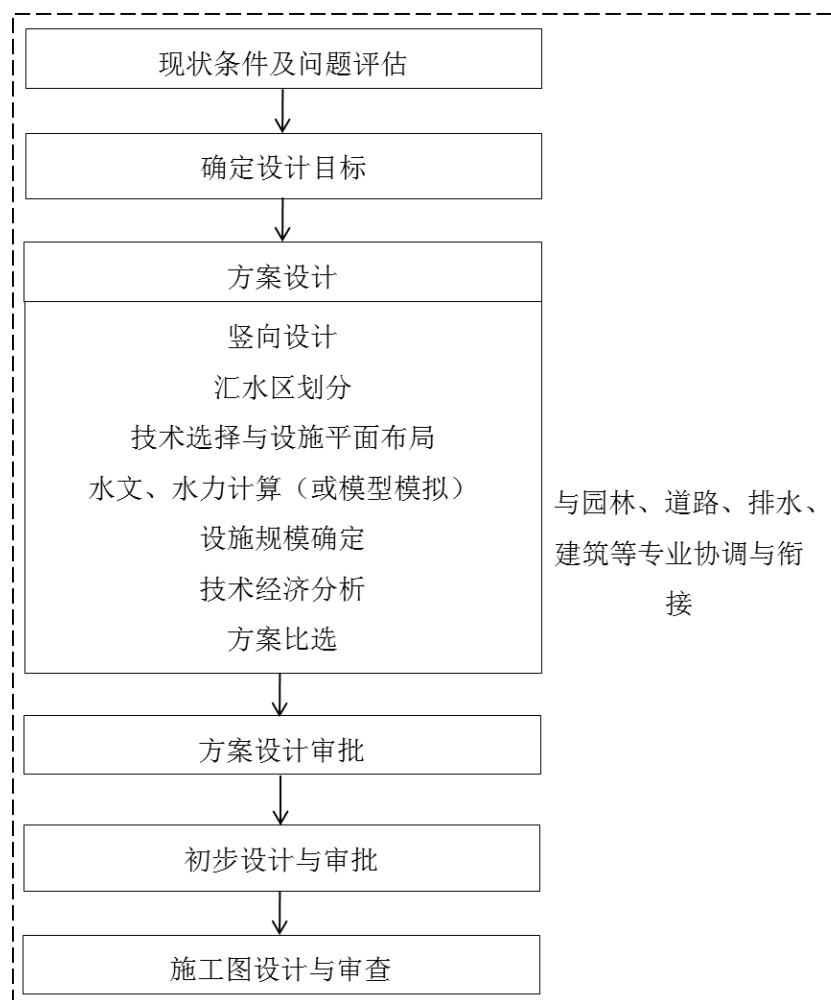 现状条件及问题评估
确定设计目标
方案设计
竖向设计
汇水区划分
技术选择与设施平面布局
水文、水力计算（或模型模拟）
设施规模确定
技术经济分析
方案比选
与园林、道路、排水、
建筑等专业协调与衔
接
方案设计审批
初步设计与审批
施工图设计与审查